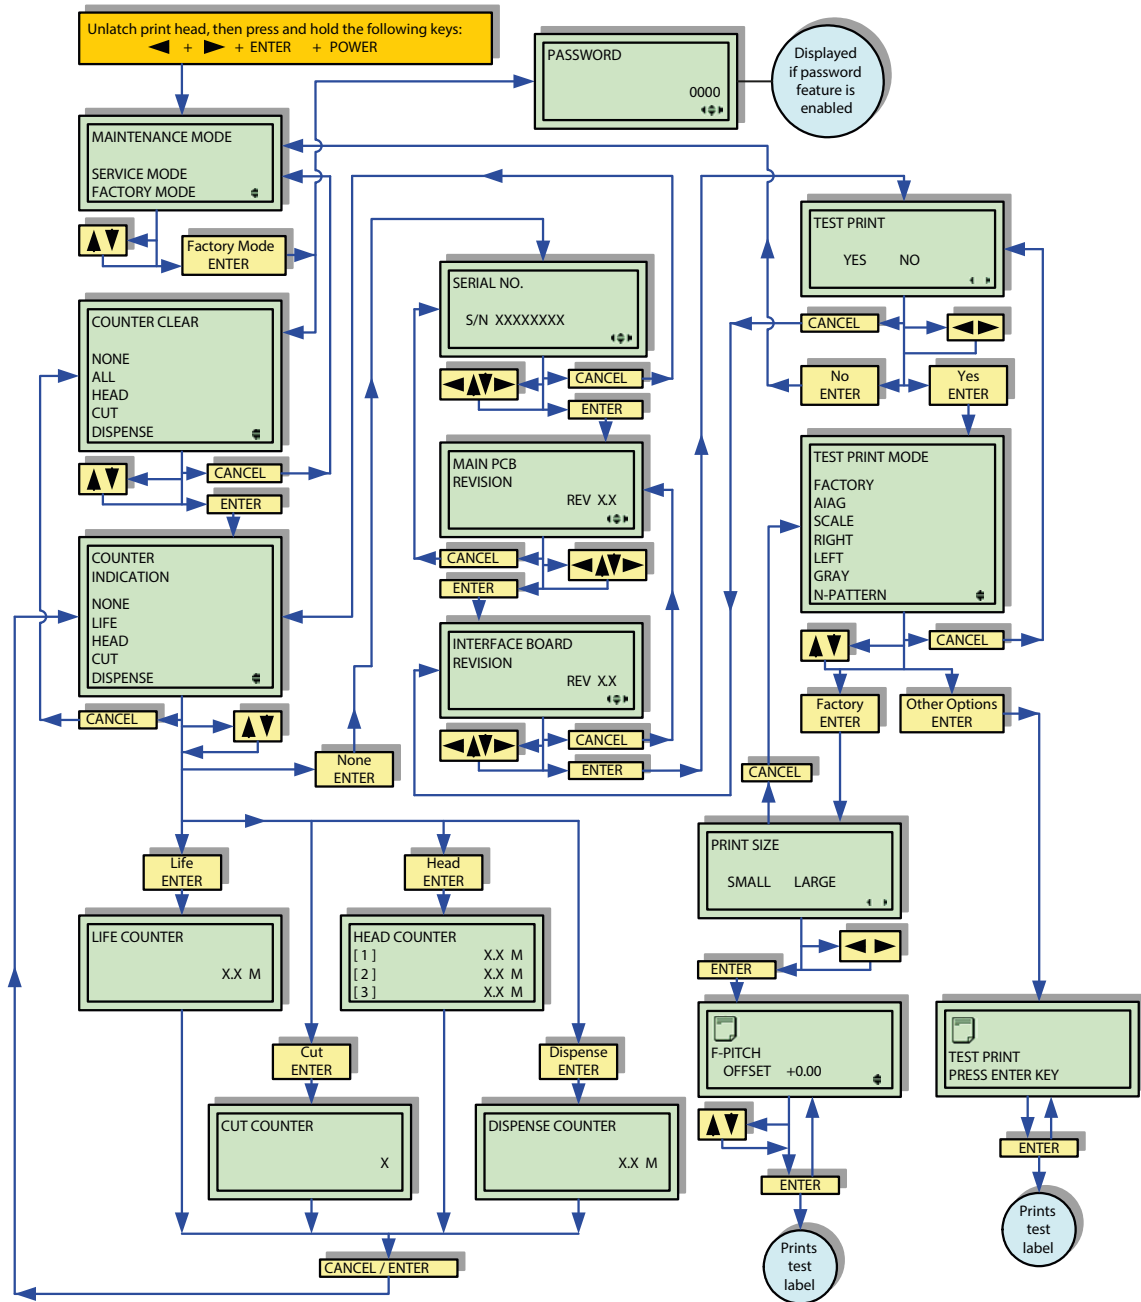 Unlatch print head, then press and hold the following keys:
◀ + ▶ + ENTER + POWER
PASSWORD
0000
Displayed
if password
feature is
enabled
MAINTENANCE MODE
SERVICE MODE
FACTORY MODE
Factory Mode
ENTER
COUNTER CLEAR
NONE
ALL
HEAD
CUT
DISPENSE
CANCEL
ENTER
COUNTER
INDICATION
NONE
LIFE
HEAD
CUT
DISPENSE
CANCEL
None
ENTER
SERIAL NO.
S/N XXXXXXXX
CANCEL
ENTER
MAIN PCB
REVISION
REV X.X
CANCEL
ENTER
INTERFACE BOARD
REVISION
REV X.X
CANCEL
ENTER
TEST PRINT
YES NO
CANCEL
No
ENTER
Yes
ENTER
TEST PRINT MODE
FACTORY
AIAG
SCALE
RIGHT
LEFT
GRAY
N-PATTERN
CANCEL
Factory
ENTER
Other Options
ENTER
CANCEL
PRINT SIZE
SMALL LARGE
ENTER
F-PITCH
OFFSET +0.00
ENTER
Prints
test
label
TEST PRINT
PRESS ENTER KEY
ENTER
Prints
test
label
Life
ENTER
Head
ENTER
LIFE COUNTER
X.X M
HEAD COUNTER
[ 1 ] X.X M
[ 2 ] X.X M
[ 3 ] X.X M
Cut
ENTER
Dispense
ENTER
CUT COUNTER
X
DISPENSE COUNTER
X.X M
CANCEL / ENTER